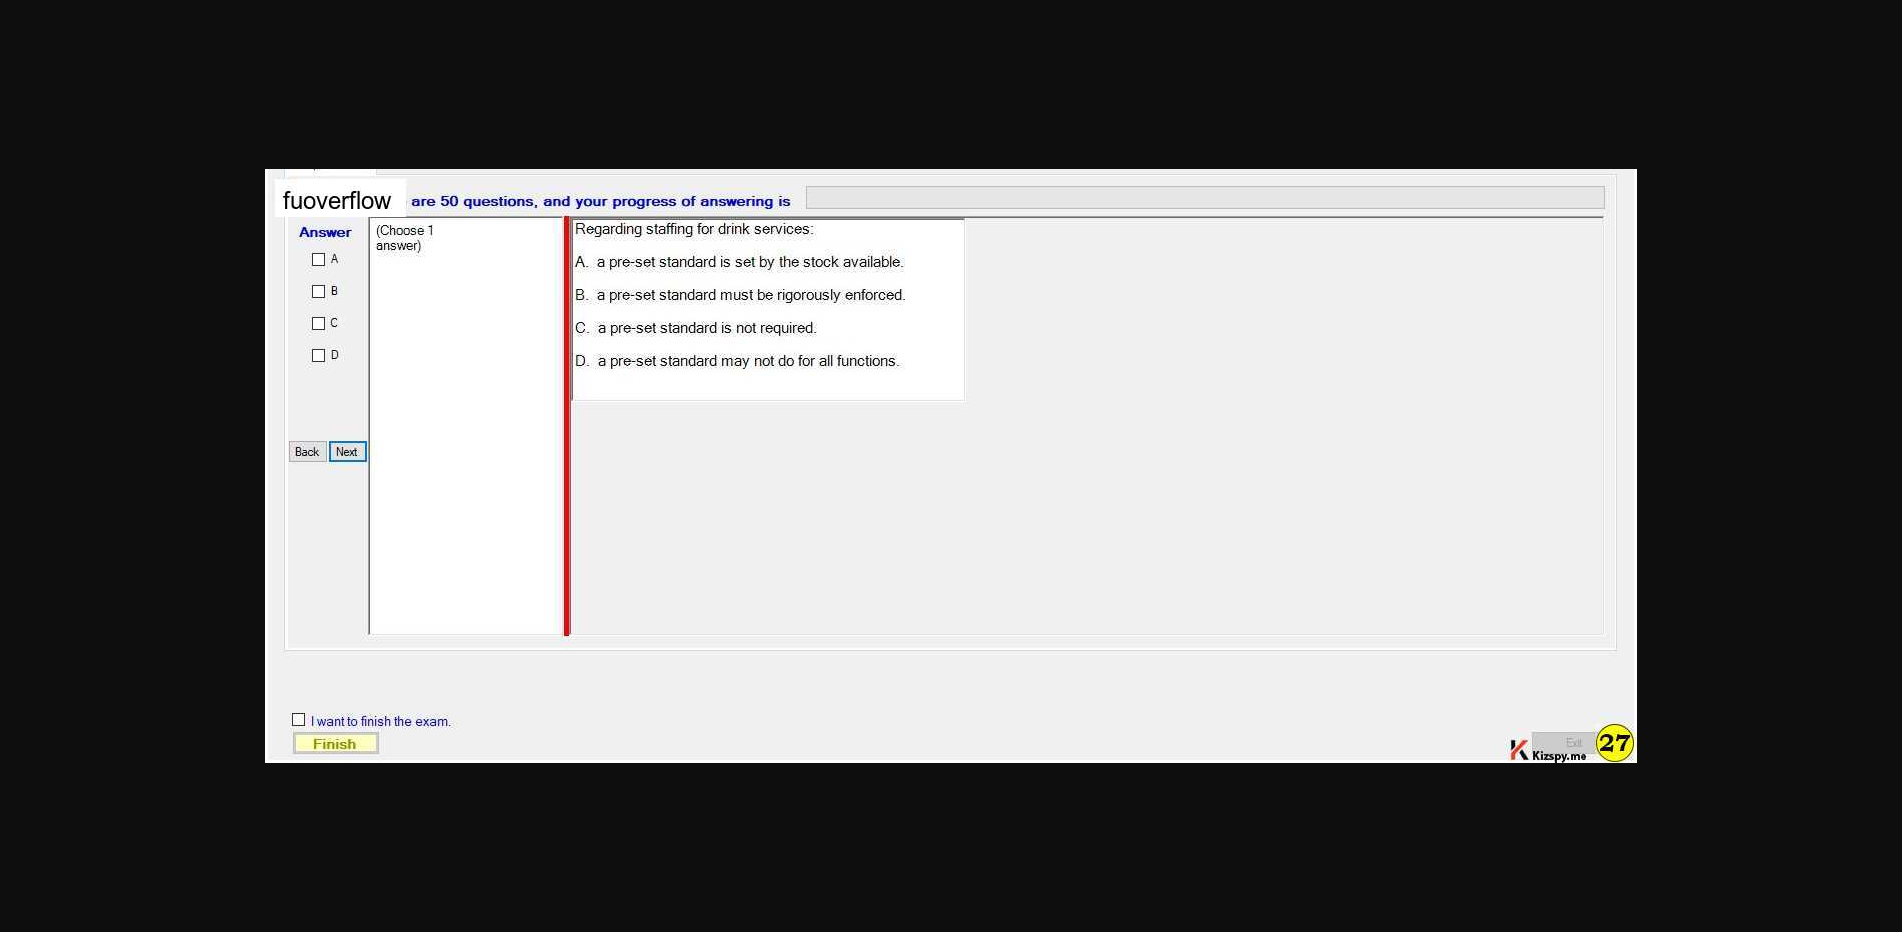 fuoverflow are 50 questions, and your progress of answering is
Answer
A
B
C
D
Back Next
(Choose 1
answer)
Regarding staffing for drink services:
A. a pre-set standard is set by the stock available.
B. a pre-set standard must be rigorously enforced.
C. a pre-set standard is not required.
D. a pre-set standard may not do for all functions.
I want to finish the exam.
Finish
Exit
Kizspy.me
27